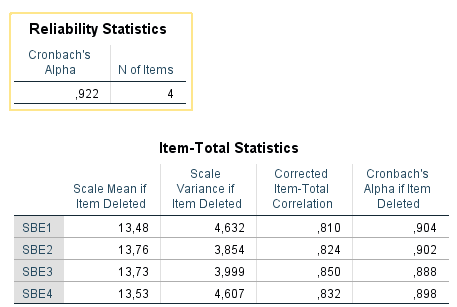 Reliability Statistics
Cronbach's
Alpha N of Items
,922 4
Item-Total Statistics
Scale Mean if
Item Deleted
Scale
Variance if
Item Deleted
Corrected
Item-Total
Correlation
Cronbach's
Alpha if Item
Deleted
SBE1 13,48 4,632 ,810 ,904
SBE2 13,76 3,854 ,824 ,902
SBE3 13,73 3,999 ,850 ,888
SBE4 13,53 4,607 ,832 ,898